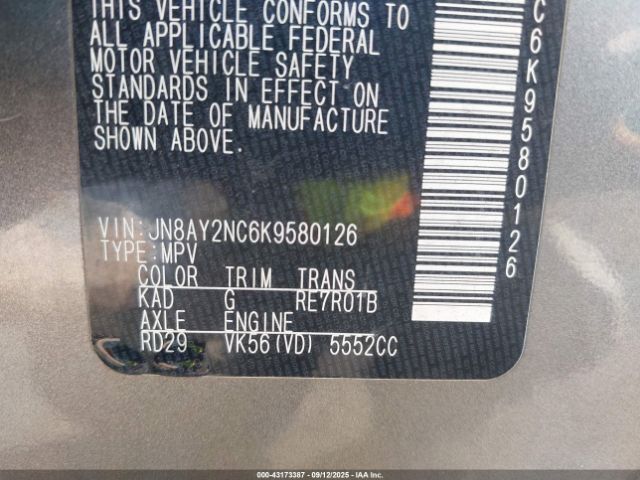 THIS VEHICLE CONFORMS TO
ALL APPLICABLE FEDERAL
MOTOR VEHICLE SAFETY
STANDARDS IN EFFECT ON
THE DATE OF MANUFACTURE
SHOWN ABOVE.
C6K9580126
VIN: JN8AY2NC6K9580126
TYPE: MPV
COLOR TRIM TRANS
KAD G RE7R01B
AXLE ENGINE
RD29 VK56(VD) 5552CC
000-43173387 - 09/12/2025 - IAA, Inc.